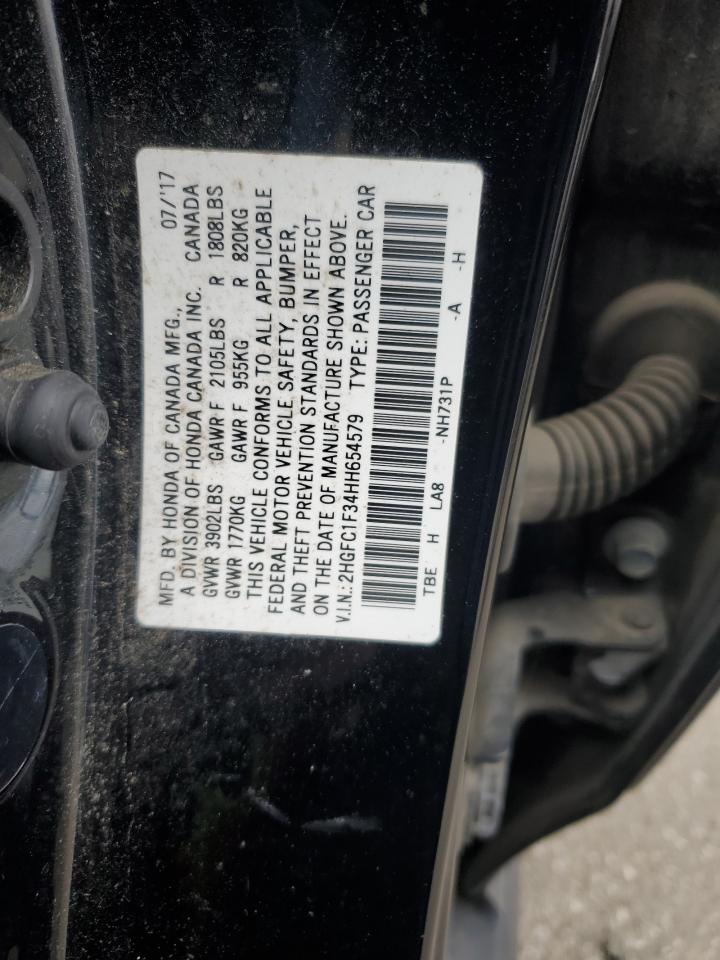 MFD. BY HONDA OF CANADA MFG., 07/'17
A DIVISION OF HONDA CANADA INC. CANADA
GVWR 3902LBS GAWR F 2105LBS R 1808LBS
GVWR 1770KG GAWR F 955KG R 820KG
THIS VEHICLE CONFORMS TO ALL APPLICABLE
FEDERAL MOTOR VEHICLE SAFETY, BUMPER,
AND THEFT PREVENTION STANDARDS IN EFFECT
ON THE DATE OF MANUFACTURE SHOWN ABOVE.
V.I.N.: 2HGFC1F34HH654579 TYPE: PASSENGER CAR
TBE H LA8 -NH731P -A -H